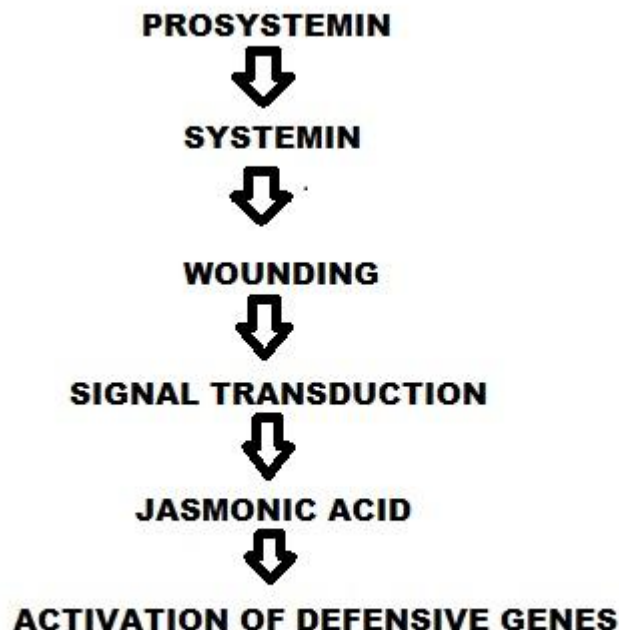 PROSYSTEMIN
SYSTEMIN
WOUNDING
SIGNAL TRANSDUCTION
JASMONIC ACID
ACTIVATION OF DEFENSIVE GENES